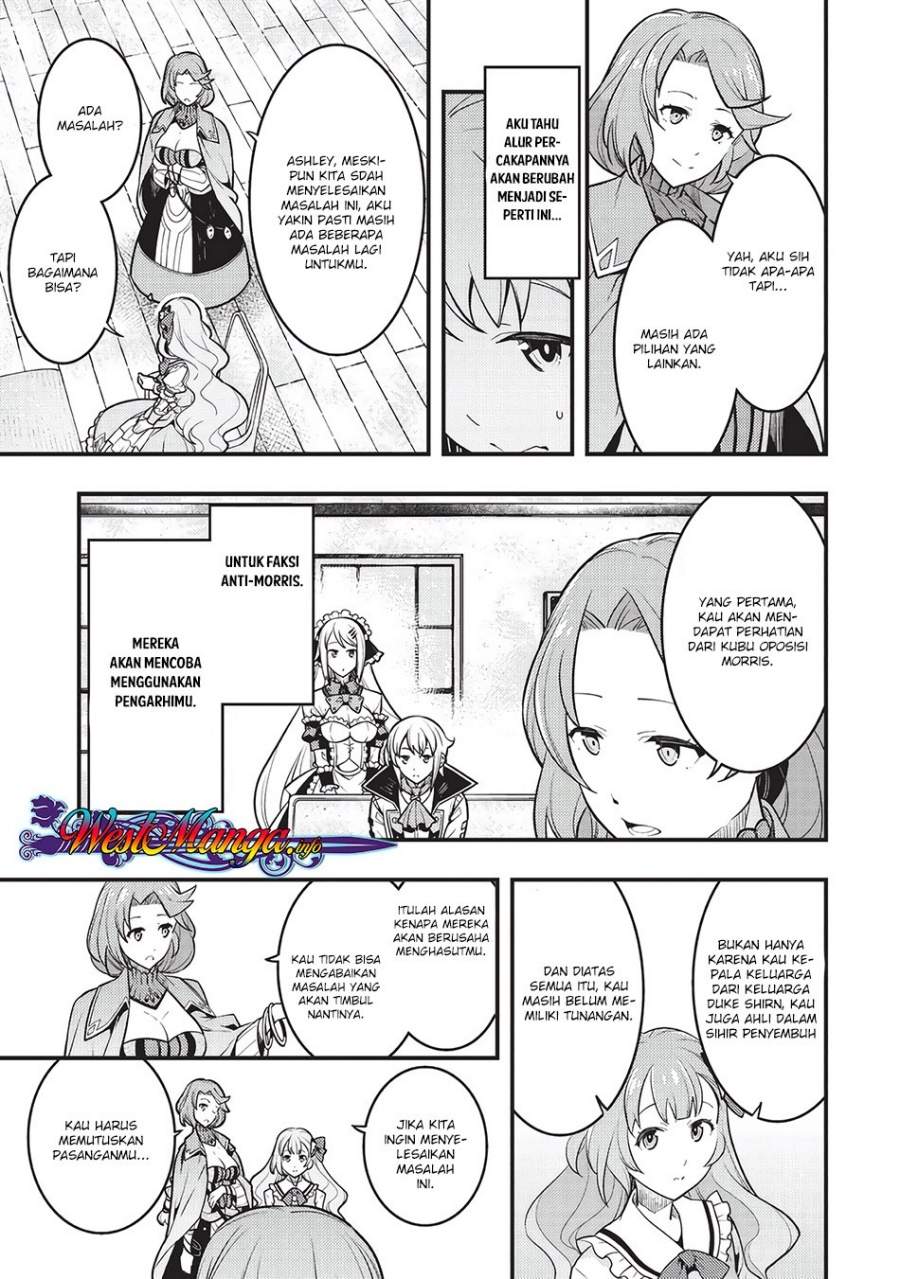 YAH, AKU SIH
TIDAK APA-APA
TAPI...
MASIH ADA
PILIHAN YANG
LAINKAN.
AKU TAHU
ALUR PER-
CAKAPANNYA
AKAN BERUBAH
MENJADI SE-
PERTI INI...
ASHLEY, MESKI-
PUN KITA SDAH
MENYELESAIKAN
MASALAH INI, AKU
YAKIN PASTI MASIH
ADA BEBERAPA
MASALAH LAGI
UNTUKMU.
ADA
MASALAH?
TAPI
BAGAIMANA
BISA?
YANG PERTAMA,
KAU AKAN MEN-
DAPAT PERHATIAN
DARI KUBU OPOSISI
MORRIS.
UNTUK FAKSI
ANTI-MORRIS.
MEREKA
AKAN MENCOBA
MENGGUNAKAN
PENGARHIMU.
WestManga.info
BUKAN HANYA
KARENA KAU KE-
PALA KELUARGA
DARI KELUARGA
DUKE SHIRN, KAU
JUGA AHLI DALAM
SIHIR PENYEMBUH
DAN DIATAS
SEMUA ITU, KAU
MASIH BELUM ME-
MILIKI TUNANGAN.
ITULAH ALASAN
KENAPA MEREKA
AKAN BERUSAHA
MENGHASUTMU.
KAU TIDAK BISA
MENGABAIKAN
MASALAH YANG
AKAN TIMBUL
NANTINYA.
JIKA KITA
INGIN MENYE-
LESAIKAN
MASALAH
INI.
KAU HARUS
MEMUTUSKAN
PASANGANMU...